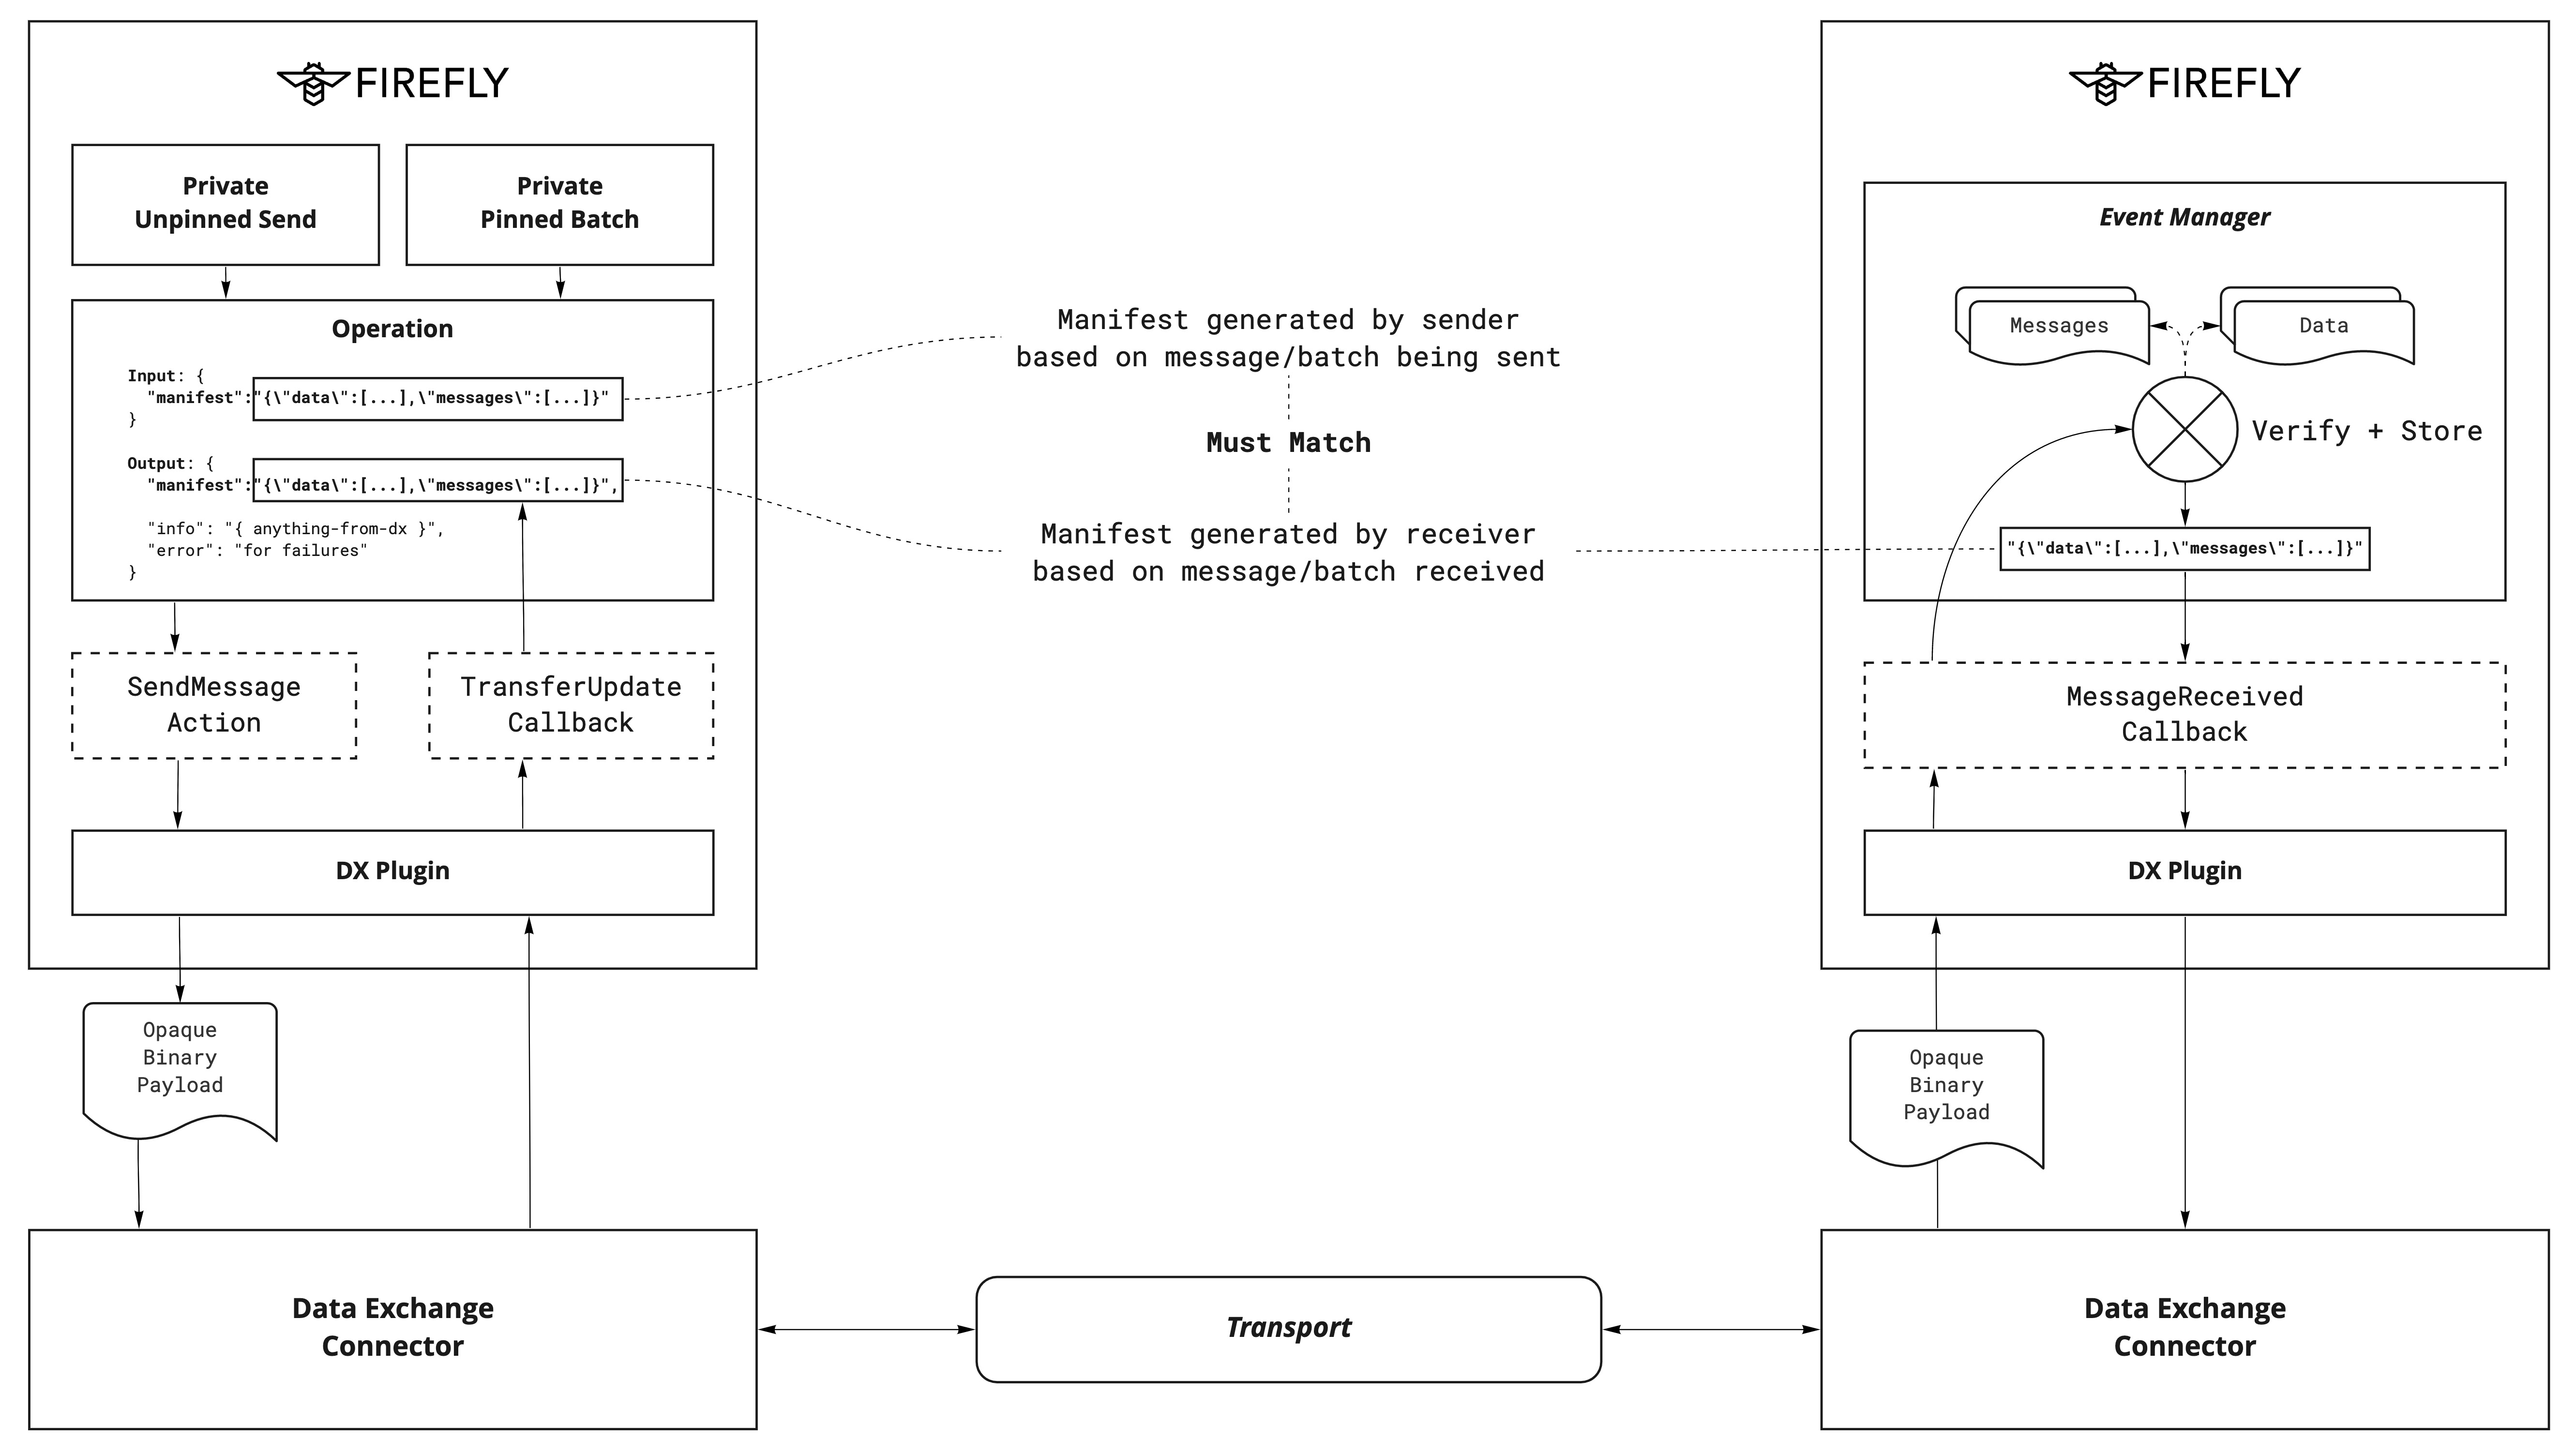 FIREFLY
Private
Unpinned Send
Private
Pinned Batch
Operation
Input: {
"manifest":"{\"data\":[...],\"messages\":[...]}"
}
Output: {
"manifest":"{\"data\":[...],\"messages\":[...]}",
"info": "{ anything-from-dx }",
"error": "for failures"
}
SendMessage
Action
TransferUpdate
Callback
DX Plugin
Opaque
Binary
Payload
Data Exchange
Connector
Manifest generated by sender
based on message/batch being sent
Must Match
Manifest generated by receiver
based on message/batch received
Transport
FIREFLY
Event Manager
Messages
Data
Verify + Store
"{\"data\":[...],\"messages\":[...]}"
MessageReceived
Callback
DX Plugin
Opaque
Binary
Payload
Data Exchange
Connector